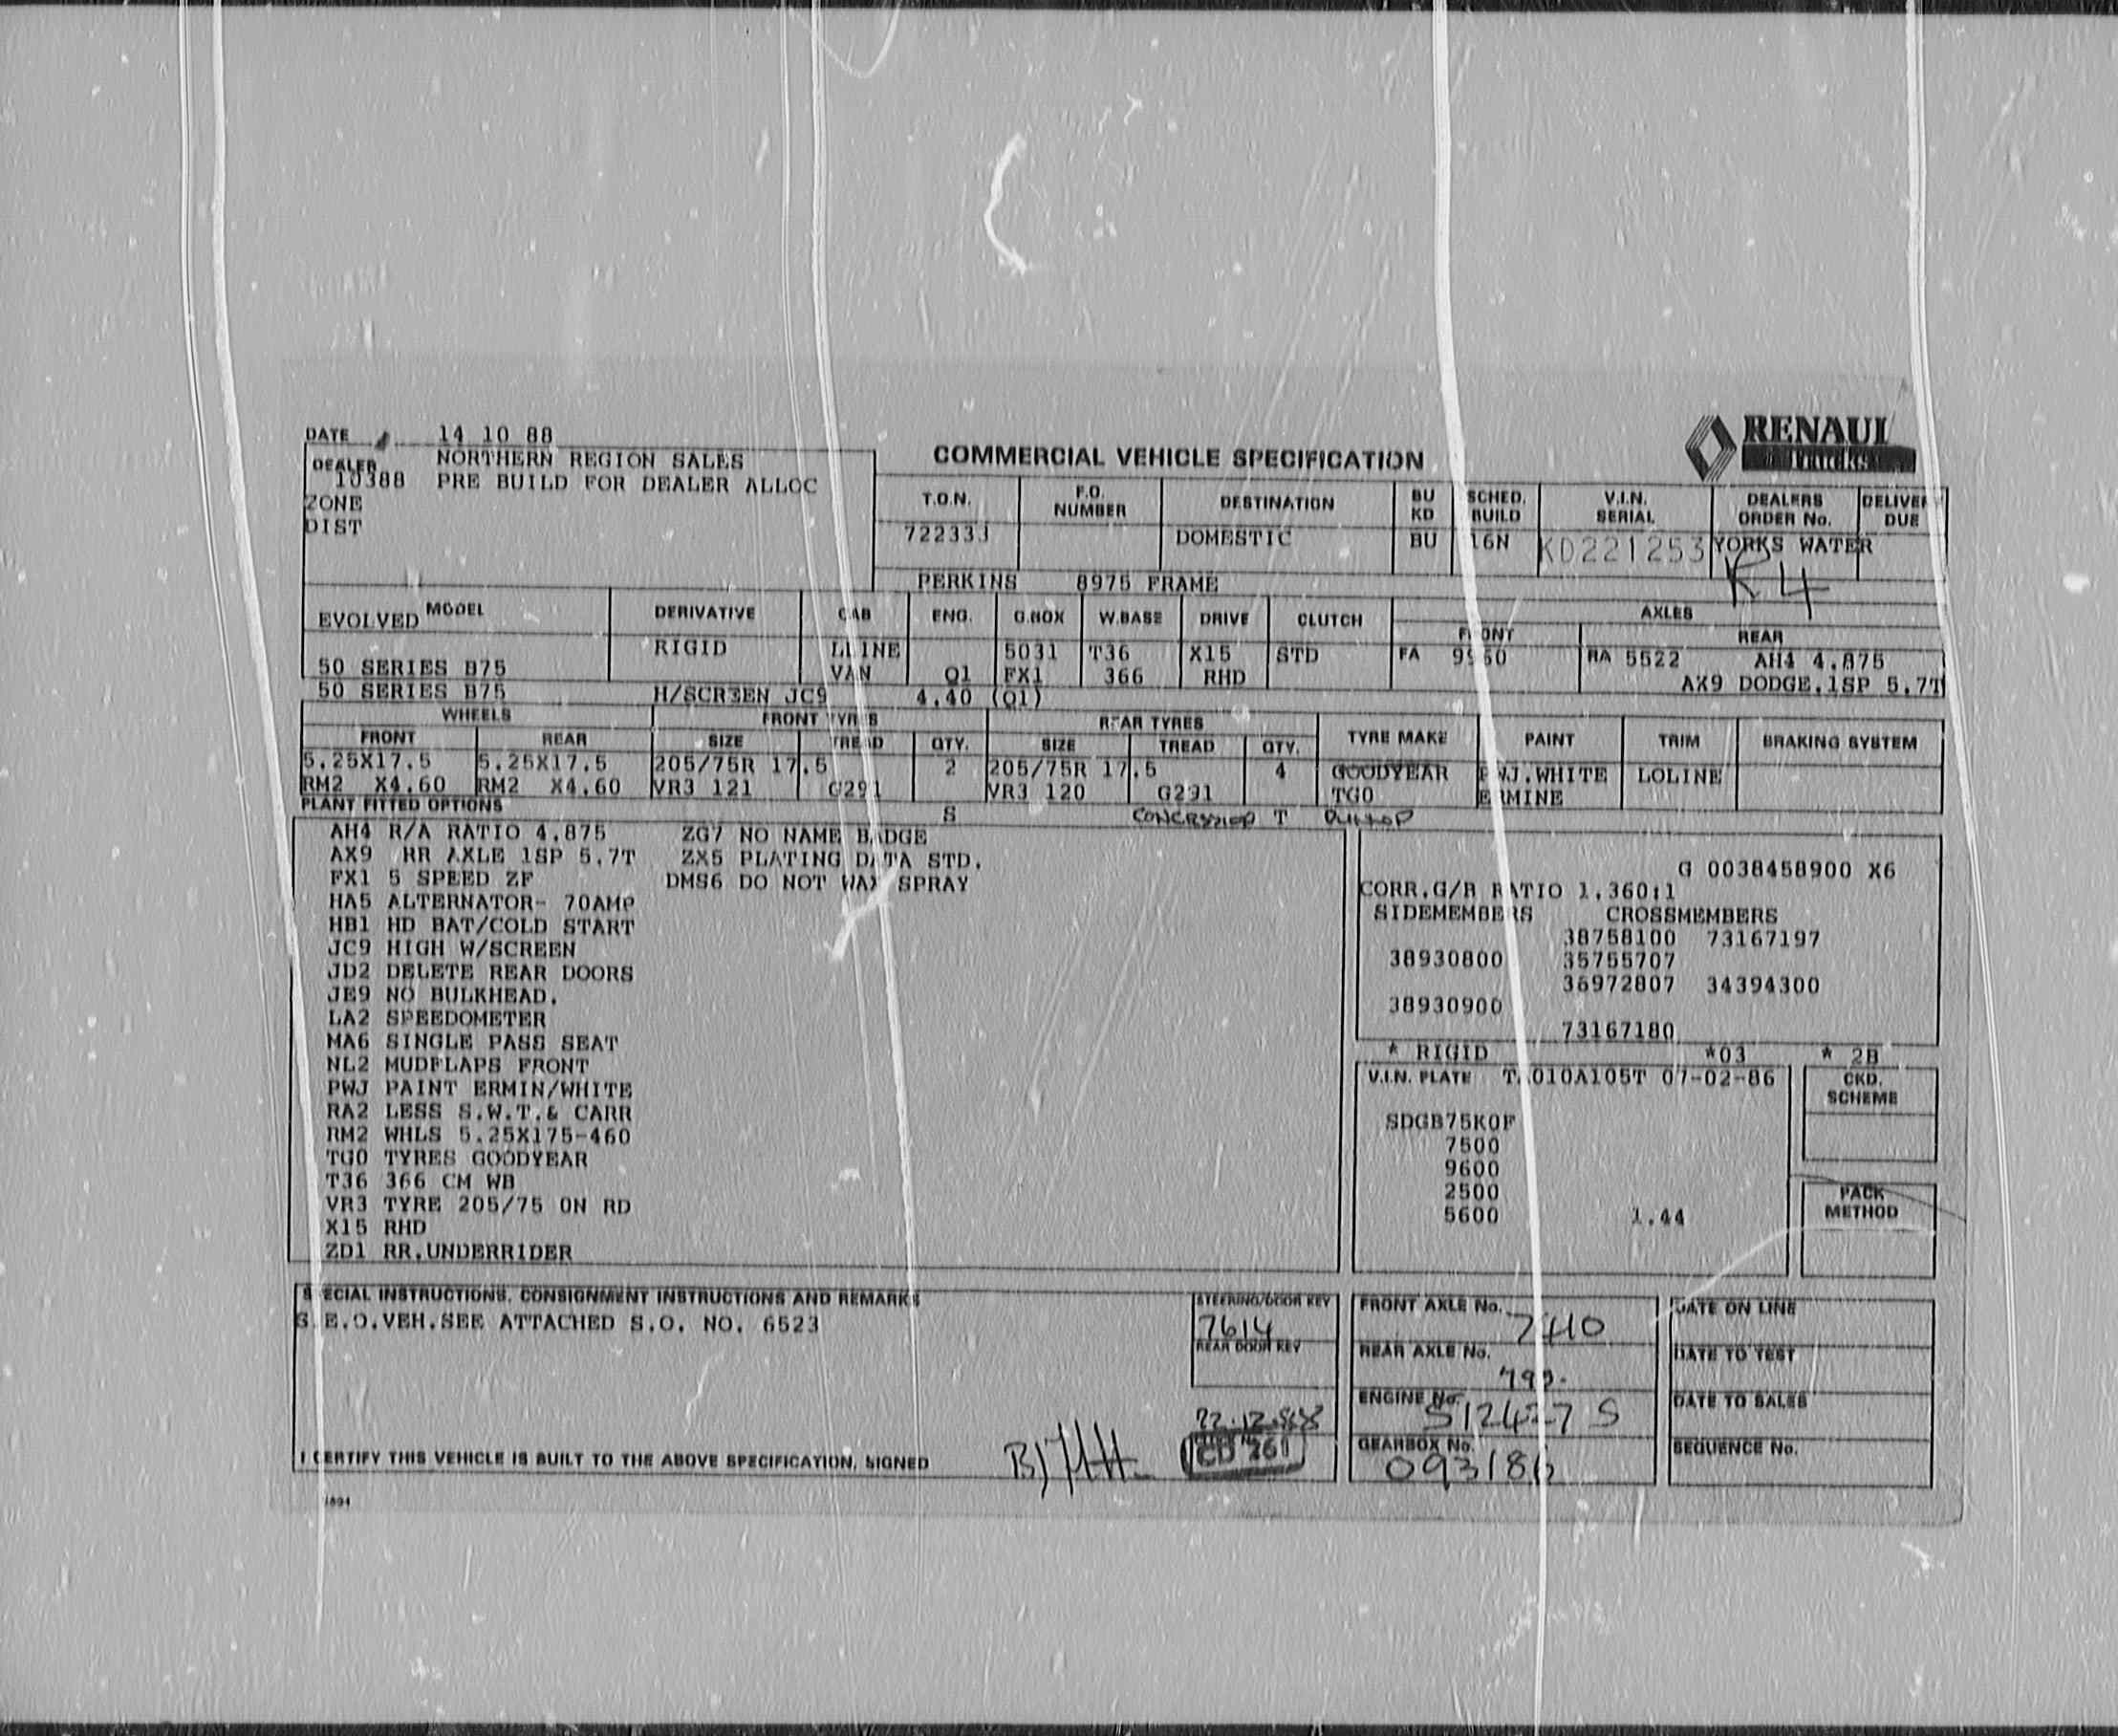 DATE 14 10 88
DEALER NORTHERN REGION SALES
10388 PRE BUILD FOR DEALER ALLOC
ZONE
DIST
COMMERCIAL VEHICLE SPECIFICATION
RENAUL
Trucks
T.O.N. F.O. NUMBER DESTINATION BU KD SCHED. BUILD V.I.N. SERIAL DEALERS ORDER No. DELIVER DUE
72233J DOMESTIC BU 16N KD221253 YORKS WATER
R4
PERKINS 8975 FRAME
MODEL DERIVATIVE CAB ENG. G.BOX W.BASE DRIVE CLUTCH AXLES
FRONT REAR
EVOLVED RIGID LLINE 5031 T36 X15 STD FA 9960 RA 5522 AH4 4.875
50 SERIES B75 VAN Q1 FX1 366 RHD AX9 DODGE.1SP 5.7T
50 SERIES B75 H/SCR3EN JC9 4.40 (Q1)
WHEELS FRONT TYRES REAR TYRES
FRONT REAR SIZE TREAD QTY. SIZE TREAD QTY. TYRE MAKE PAINT TRIM BRAKING SYSTEM
5.25X17.5 5.25X17.5 205/75R 17.5 2 205/75R 17.5 4 GOODYEAR PWJ.WHITE LOLINE
RM2 X4.60 RM2 X4.60 VR3 121 G291 VR3 120 G291 TG0 ERMINE
PLANT FITTED OPTIONS
S T DUNLOP
AH4 R/A RATIO 4.875 ZG7 NO NAME BADGE
AX9 RR AXLE 1SP 5.7T ZX5 PLATING DATA STD.
FX1 5 SPEED ZF DMS6 DO NOT WAX SPRAY
HA5 ALTERNATOR- 70AMP
HB1 HD BAT/COLD START
JC9 HIGH W/SCREEN
JD2 DELETE REAR DOORS
JE9 NO BULKHEAD.
LA2 SPEEDOMETER
MA6 SINGLE PASS SEAT
NL2 MUDFLAPS FRONT
PWJ PAINT ERMIN/WHITE
RA2 LESS S.W.T.& CARR
RM2 WHLS 5.25X175-460
TG0 TYRES GOODYEAR
T36 366 CM WB
VR3 TYRE 205/75 ON RD
X15 RHD
ZD1 RR.UNDERRIDER
G 0038458900 X6
CORR.G/B RATIO 1.360:1
SIDEMEMBERS CROSSMEMBERS
38758100 73167197
38930800 35755707
36972807 34394300
38930900
73167180
* RIGID *03 * 2B
V.I.N. PLATE TA010A105T 07-02-86
SDGB75K0F
7500
9600
2500
5600 1.44
CKD. SCHEME
PACK METHOD
SPECIAL INSTRUCTIONS, CONSIGNMENT INSTRUCTIONS AND REMARKS
S.E.O.VEH.SEE ATTACHED S.O. NO. 6523
STEERING/DOOR KEY
7614
REAR DOOR KEY
22.12.88
CD 261
I CERTIFY THIS VEHICLE IS BUILT TO THE ABOVE SPECIFICATION, SIGNED
FRONT AXLE No.
REAR AXLE No.
ENGINE No. 512427 S
GEARBOX No. 093186
DATE ON LINE
DATE TO TEST
DATE TO SALES
SEQUENCE No.
1894